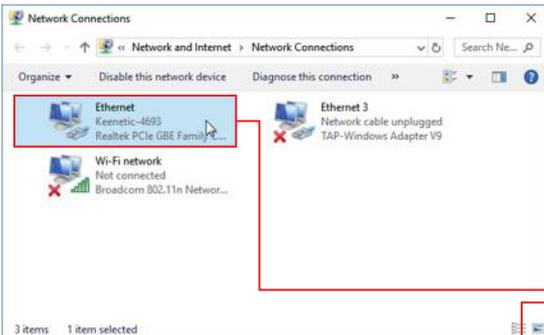 Network Connections
« Network and Internet > Network Connections
Search Ne...
Organize
Disable this network device
Diagnose this connection
»
Ethernet
Keenetic-4693
Realtek PCIe GBE Family C...
Ethernet 3
Network cable unplugged
TAP-Windows Adapter V9
Wi-Fi network
Not connected
Broadcom 802.11n Networ...
3 items 1 item selected